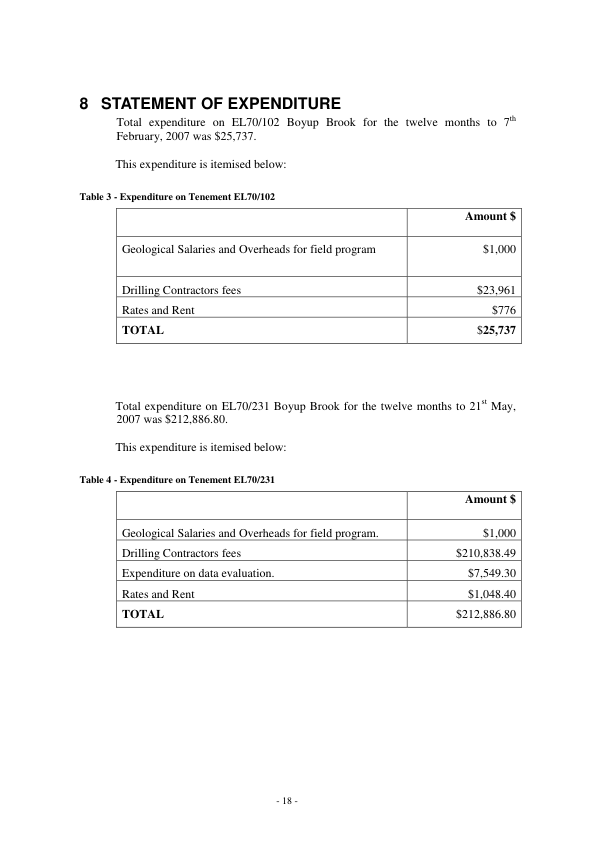 8 STATEMENT OF EXPENDITURE
Total expenditure on EL70/102 Boyup Brook for the twelve months to 7th
February, 2007 was $25,737.
This expenditure is itemised below:
Table 3 - Expenditure on Tenement EL70/102
Amount $
Geological Salaries and Overheads for field program $1,000
Drilling Contractors fees $23,961
Rates and Rent $776
TOTAL $25,737
Total expenditure on EL70/231 Boyup Brook for the twelve months to 21st May,
2007 was $212,886.80.
This expenditure is itemised below:
Table 4 - Expenditure on Tenement EL70/231
Amount $
Geological Salaries and Overheads for field program. $1,000
Drilling Contractors fees $210,838.49
Expenditure on data evaluation. $7,549.30
Rates and Rent $1,048.40
TOTAL $212,886.80
- 18 -